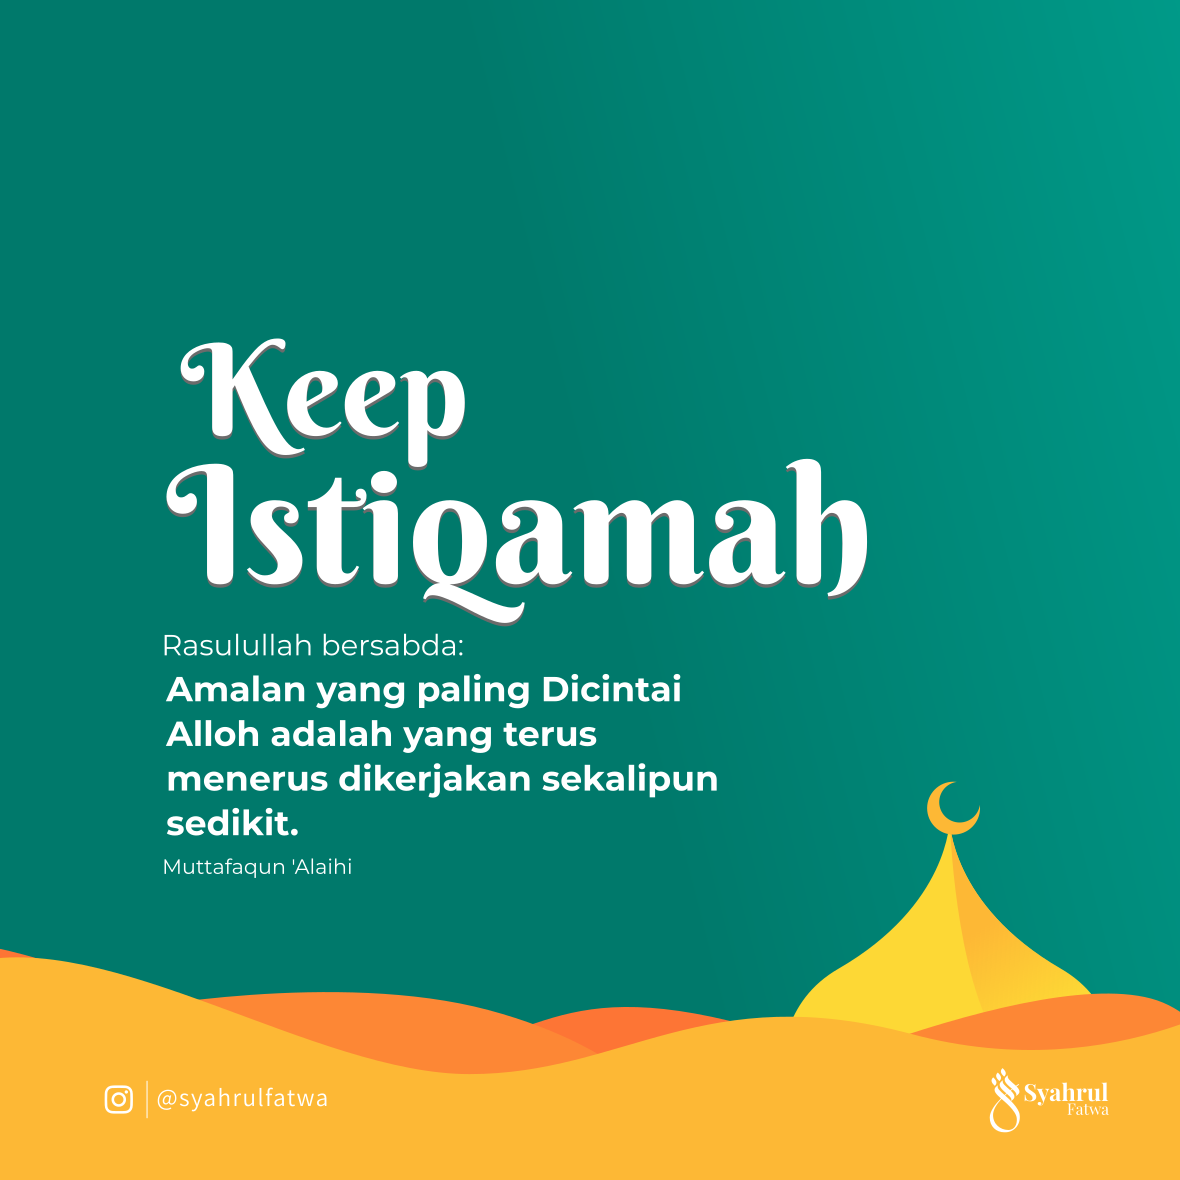 Keep
Istiqamah
Rasulullah bersabda:
Amalan yang paling Dicintai
Alloh adalah yang terus
menerus dikerjakan sekalipun
sedikit.
Muttafaqun 'Alaihi
@syahrulfatwa
Syahrul
Fatwa